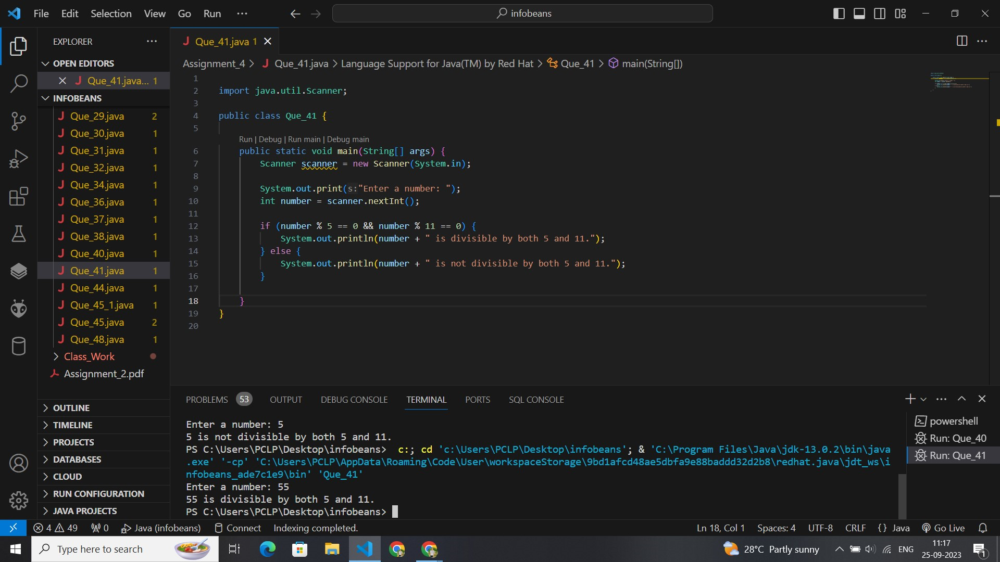 File Edit Selection View Go Run ··· infobeans
EXPLORER
OPEN EDITORS
Que_41.java... 1
INFOBEANS
Que_29.java 2
Que_30.java 1
Que_31.java 1
Que_32.java 1
Que_34.java 1
Que_36.java 1
Que_37.java 1
Que_38.java 1
Que_40.java 1
Que_41.java 1
Que_44.java 1
Que_45_1.java 1
Que_45.java 2
Que_48.java 1
Class_Work
Assignment_2.pdf
OUTLINE
TIMELINE
PROJECTS
DATABASES
CLOUD
RUN CONFIGURATION
JAVA PROJECTS
Que_41.java 1
Assignment_4 > Que_41.java > Language Support for Java(TM) by Red Hat > Que_41 > main(String[])
1
2 import java.util.Scanner;
3
4 public class Que_41 {
5
Run | Debug | Run main | Debug main
6 public static void main(String[] args) {
7 Scanner scanner = new Scanner(System.in);
8
9 System.out.print(s:"Enter a number: ");
10 int number = scanner.nextInt();
11
12 if (number % 5 == 0 && number % 11 == 0) {
13 System.out.println(number + " is divisible by both 5 and 11.");
14 } else {
15 System.out.println(number + " is not divisible by both 5 and 11.");
16 }
17
18 }
19 }
20
PROBLEMS 53 OUTPUT DEBUG CONSOLE TERMINAL PORTS SQL CONSOLE
Enter a number: 5
5 is not divisible by both 5 and 11.
PS C:\Users\PCLP\Desktop\infobeans> c:; cd 'c:\Users\PCLP\Desktop\infobeans'; & 'C:\Program Files\Java\jdk-13.0.2\bin\java
.exe' '-cp' 'C:\Users\PCLP\AppData\Roaming\Code\User\workspaceStorage\9bd1afcd48ae5dbfa9e88baddd32d2b8\redhat.java\jdt_ws\i
nfobeans_ade7c1e9\bin' 'Que_41'
Enter a number: 55
55 is divisible by both 5 and 11.
PS C:\Users\PCLP\Desktop\infobeans>
powershell
Run: Que_40
Run: Que_41
4 49 0 Java (infobeans) Connect Indexing completed. Ln 18, Col 1 Spaces: 4 UTF-8 CRLF {} Java Go Live
Type here to search 28°C Partly sunny ENG 11:17
25-09-2023 1